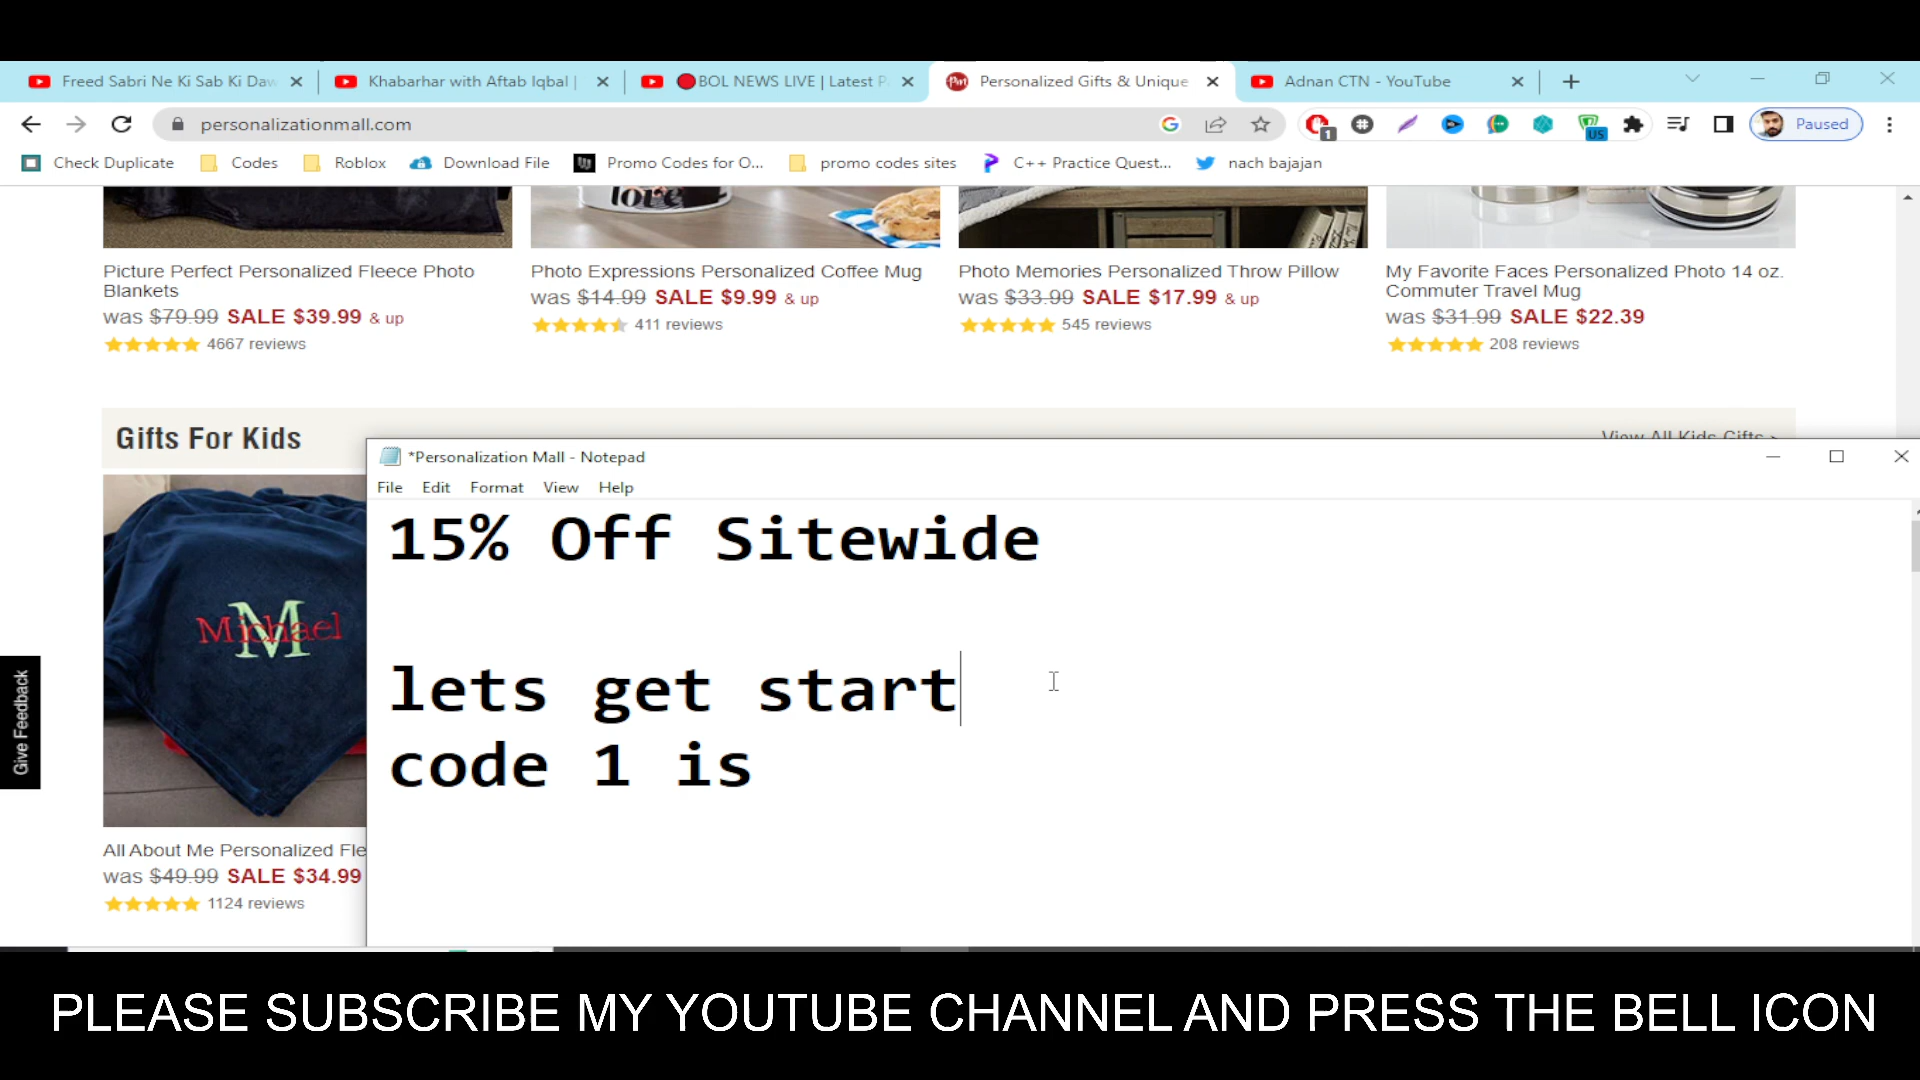 Freed Sabri Ne Ki Sab Ki Daw
Khabarhar with Aftab Iqbal |
BOL NEWS LIVE | Latest P
Personalized Gifts & Unique
Adnan CTN - YouTube
personalizationmall.com
1
US
Paused
Check Duplicate
Codes
Roblox
Download File
Promo Codes for O...
promo codes sites
C++ Practice Quest...
nach bajajan
love
Picture Perfect Personalized Fleece Photo
Blankets
was $79.99 SALE $39.99 & up
4667 reviews
Photo Expressions Personalized Coffee Mug
was $14.99 SALE $9.99 & up
411 reviews
Photo Memories Personalized Throw Pillow
was $33.99 SALE $17.99 & up
545 reviews
My Favorite Faces Personalized Photo 14 oz.
Commuter Travel Mug
was $31.99 SALE $22.39
208 reviews
Gifts For Kids
View All Kids Gifts >
*Personalization Mall - Notepad
File Edit Format View Help
15% Off Sitewide
lets get start
code 1 is
M
Michael
Give Feedback
All About Me Personalized Fle
was $49.99 SALE $34.99
1124 reviews
PLEASE SUBSCRIBE MY YOUTUBE CHANNEL AND PRESS THE BELL ICON